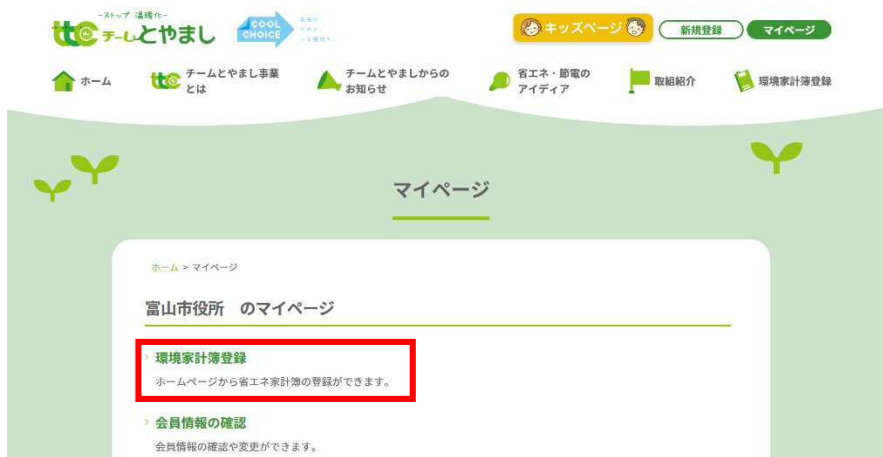 -ストップ 温暖化-
ttc チームとやまし
COOL CHOICE
キッズページ
新規登録
マイページ
ホーム
ttc チームとやまし事業
とは
チームとやましからの
お知らせ
省エネ・節電の
アイディア
取組紹介
環境家計簿登録
マイページ
ホーム > マイページ
富山市役所 のマイページ
› 環境家計簿登録
ホームページから省エネ家計簿の登録ができます。
› 会員情報の確認
会員情報の確認や変更ができます。